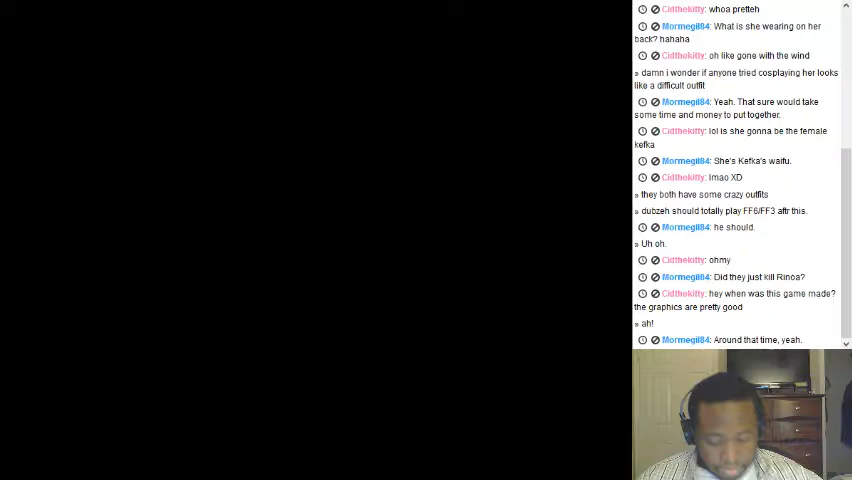 Cidthekitty: whoa pretteh
Mormegil84: What is she wearing on her
back? hahaha
Cidthekitty: oh like gone with the wind
» damn i wonder if anyone tried cosplaying her looks
like a difficult outfit
Mormegil84: Yeah. That sure would take
some time and money to put together.
Cidthekitty: lol is she gonna be the female
kefka
Mormegil84: She's Kefka's waifu.
Cidthekitty: lmao XD
» they both have some crazy outfits
» dubzeh should totally play FF6/FF3 aftr this.
Mormegil84: he should.
» Uh oh.
Cidthekitty: ohmy
Mormegil84: Did they just kill Rinoa?
Cidthekitty: hey when was this game made?
the graphics are pretty good
» ah!
Mormegil84: Around that time, yeah.